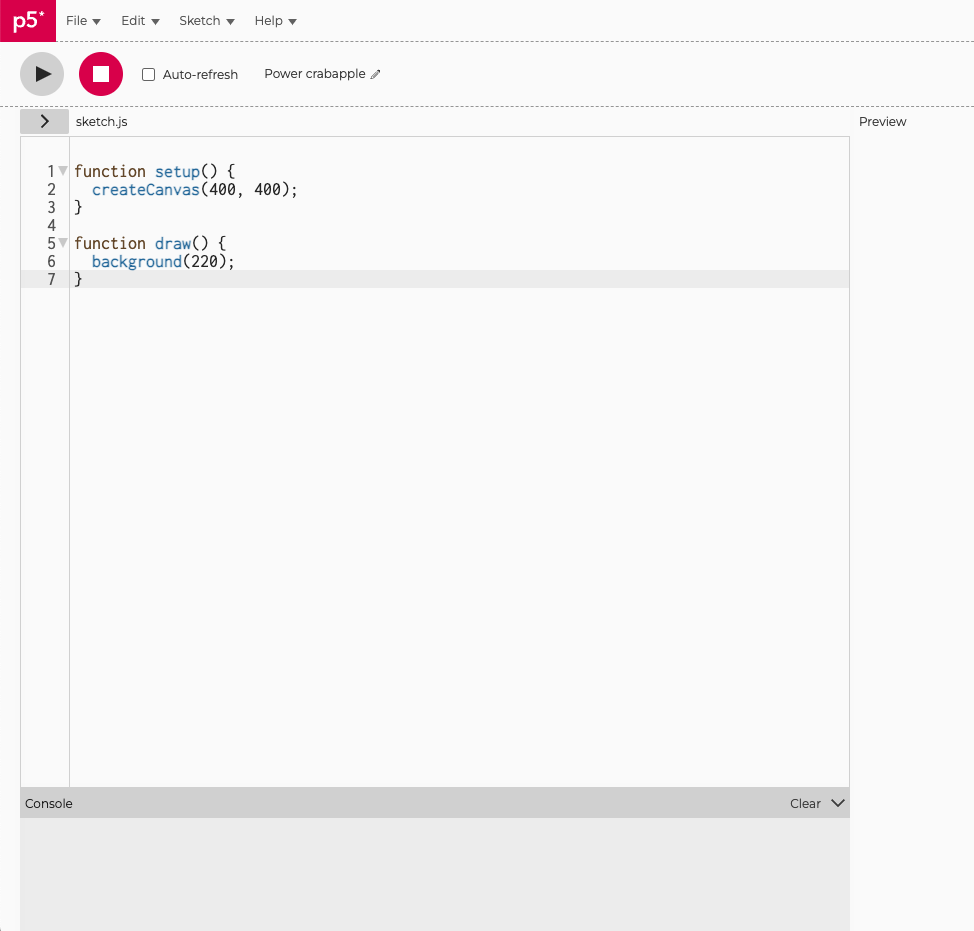 p5*
File Edit Sketch Help
Auto-refresh Power crabapple
sketch.js Preview
1 function setup() {
2   createCanvas(400, 400);
3 }
4
5 function draw() {
6   background(220);
7 }
Console Clear